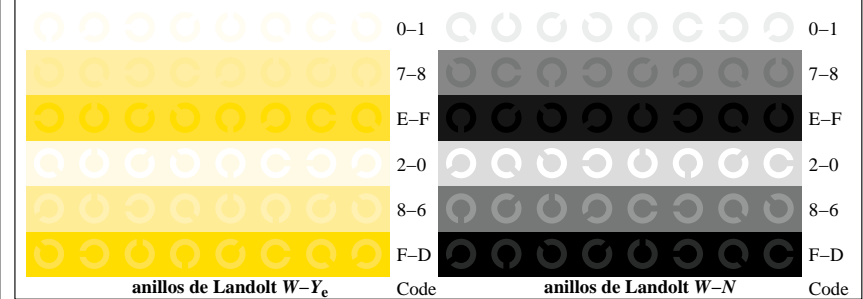 0–1 0–1
7–8 7–8
E–F E–F
2–0 2–0
8–6 8–6
F–D F–D
anillos de Landolt W–Ye Code anillos de Landolt W–N Code